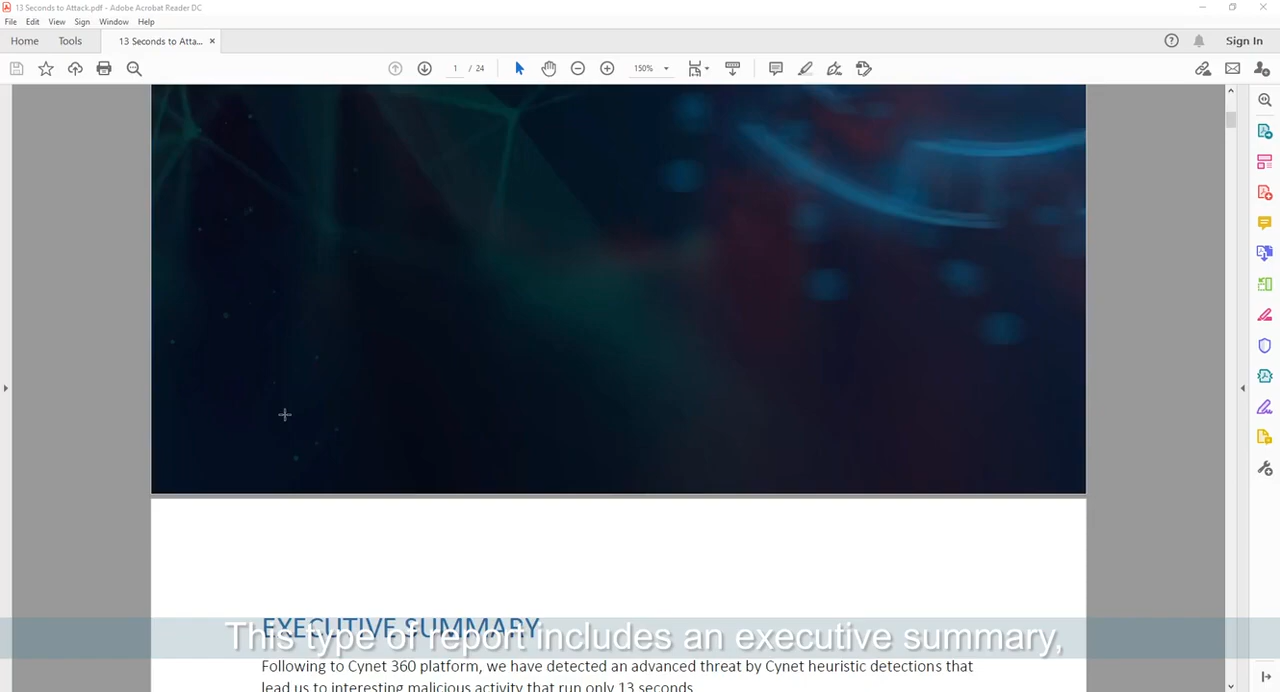 13 Seconds to Attack.pdf - Adobe Acrobat Reader DC
File Edit View Sign Window Help
Home Tools 13 Seconds to Atta... × Sign In
1 / 24 150%
EXECUTIVE SUMMARY
This type of report includes an executive summary,
Following to Cynet 360 platform, we have detected an advanced threat by Cynet heuristic detections that
lead us to interesting malicious activity that run only 13 seconds.